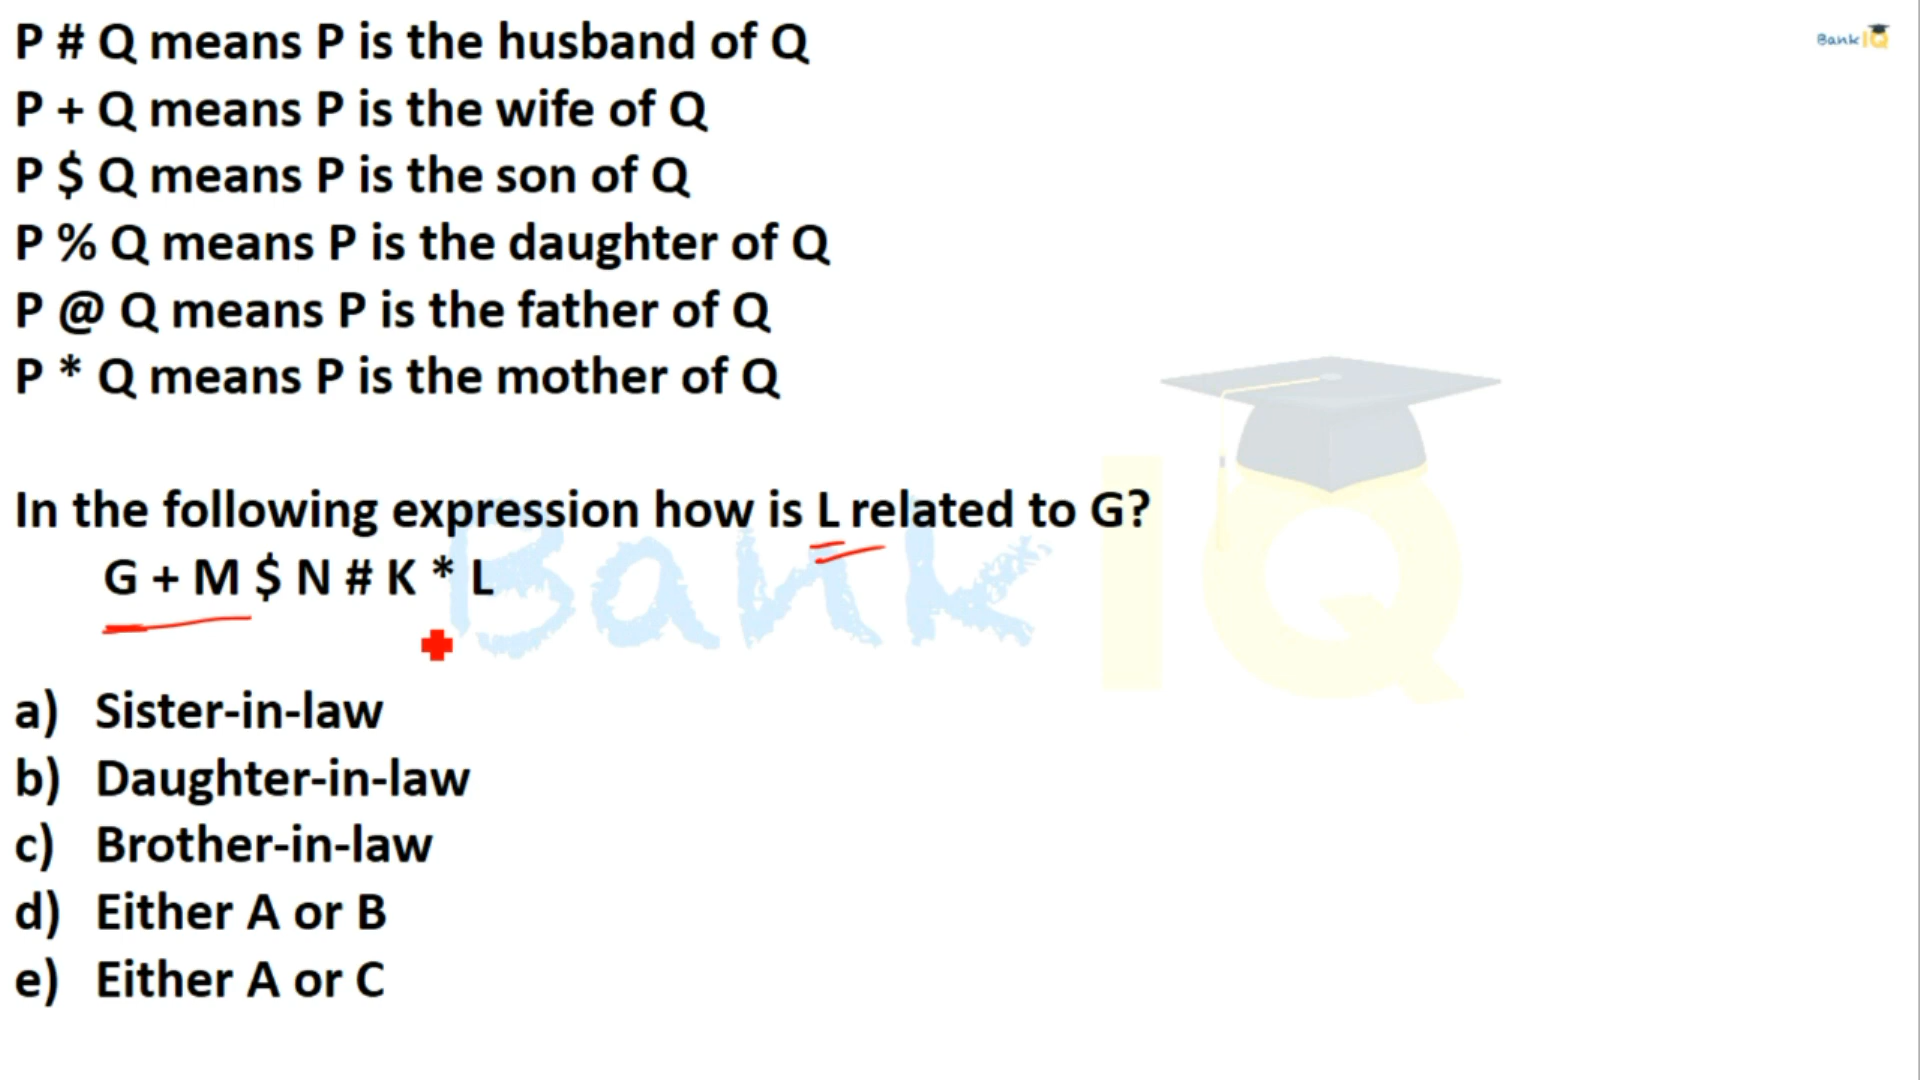 P # Q means P is the husband of Q
Bank IQ
P + Q means P is the wife of Q
P $ Q means P is the son of Q
P % Q means P is the daughter of Q
P @ Q means P is the father of Q
P * Q means P is the mother of Q
In the following expression how is L related to G?
G + M $ N # K * L
Bank IQ
a) Sister-in-law
b) Daughter-in-law
c) Brother-in-law
d) Either A or B
e) Either A or C